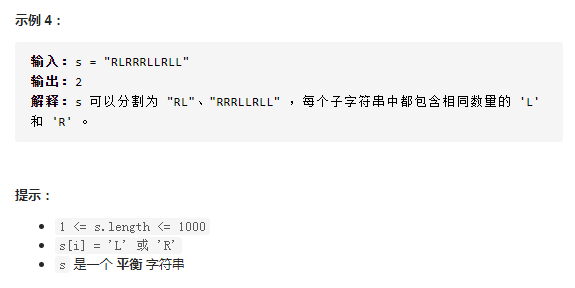 示例 4：
输入：s = "RLRRRLLRLL"
输出：2
解释：s 可以分割为 "RL"、"RRRLLRLL" ，每个子字符串中都包含相同数量的 'L'
和 'R' 。
提示：
1 <= s.length <= 1000
s[i] = 'L' 或 'R'
s 是一个 平衡 字符串